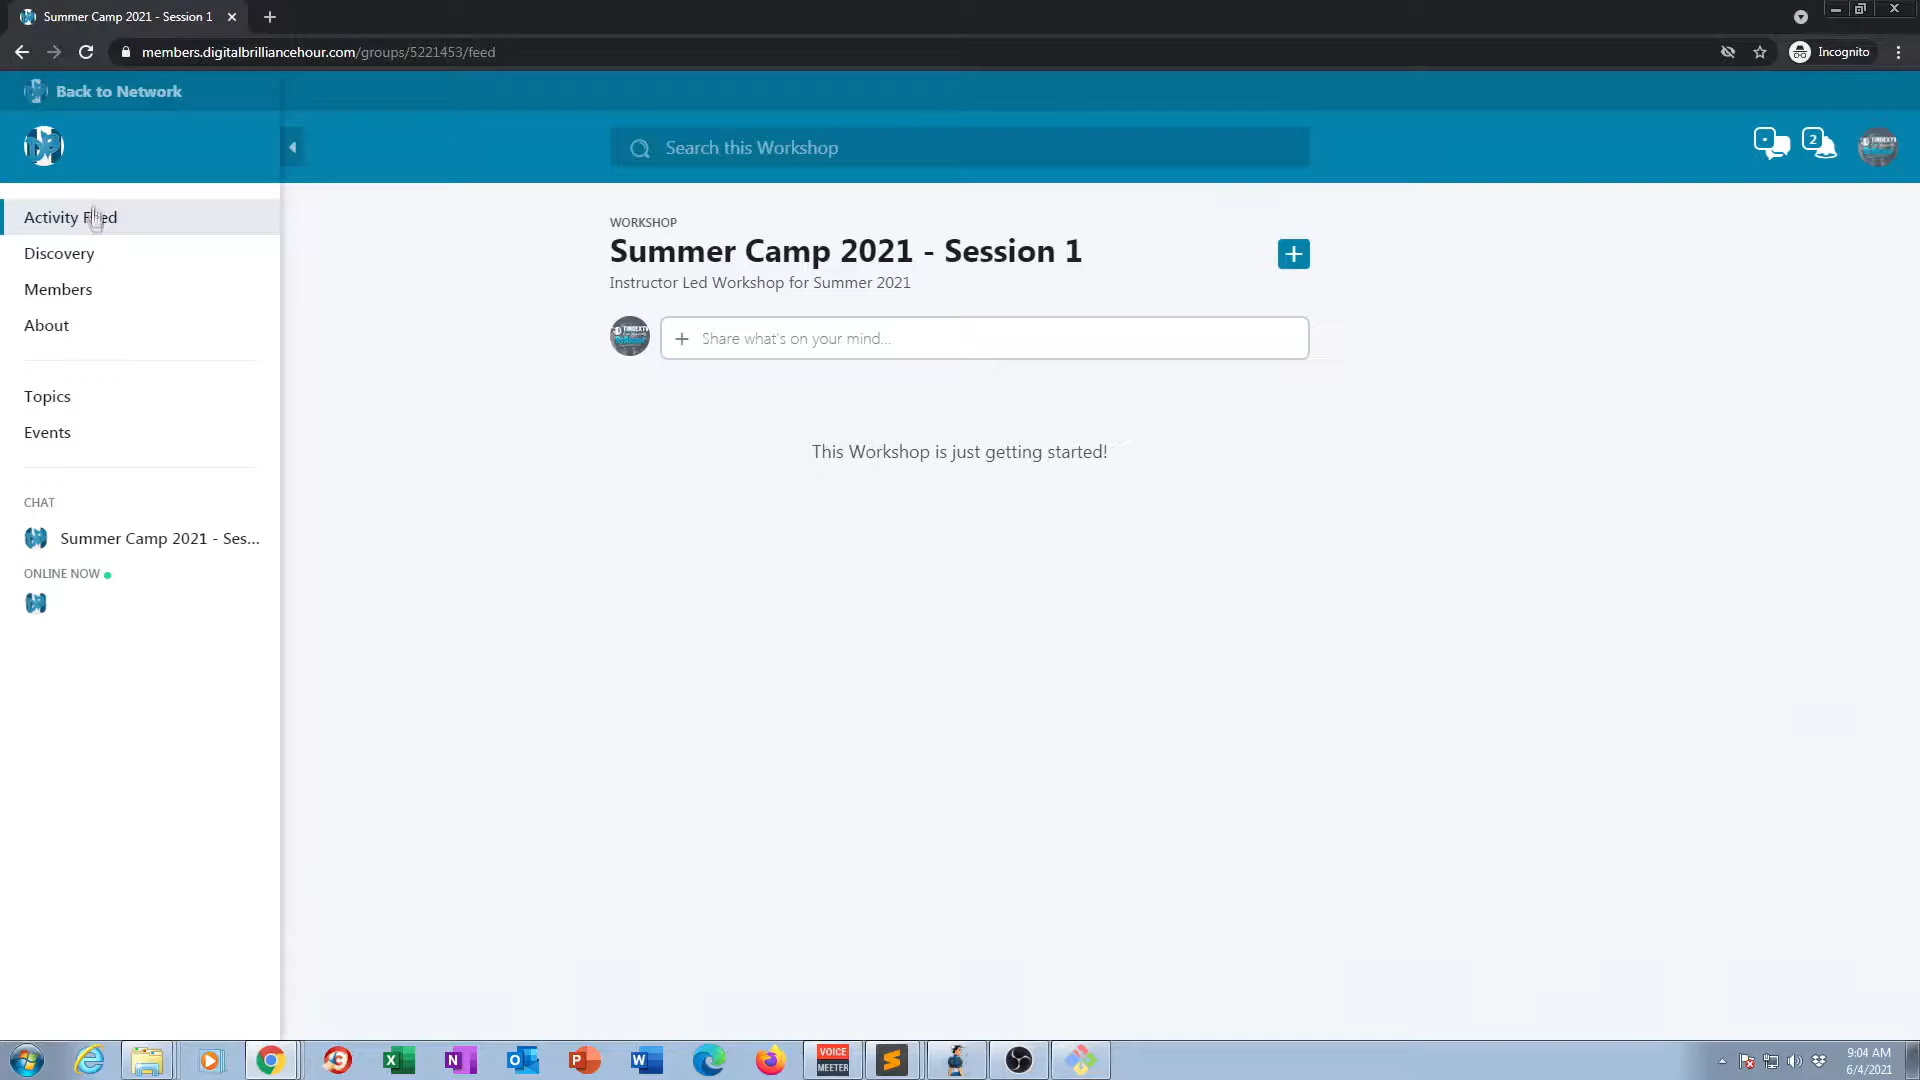 Summer Camp 2021 - Session 1
members.digitalbrilliancehour.com/groups/5221453/feed
Incognito
Back to Network
Search this Workshop
2
Activity Feed
Discovery
Members
About
Topics
Events
CHAT
Summer Camp 2021 - Ses...
ONLINE NOW
WORKSHOP
Summer Camp 2021 - Session 1
Instructor Led Workshop for Summer 2021
Share what's on your mind...
This Workshop is just getting started!
VOICE
MEETER
9:04 AM
6/4/2021